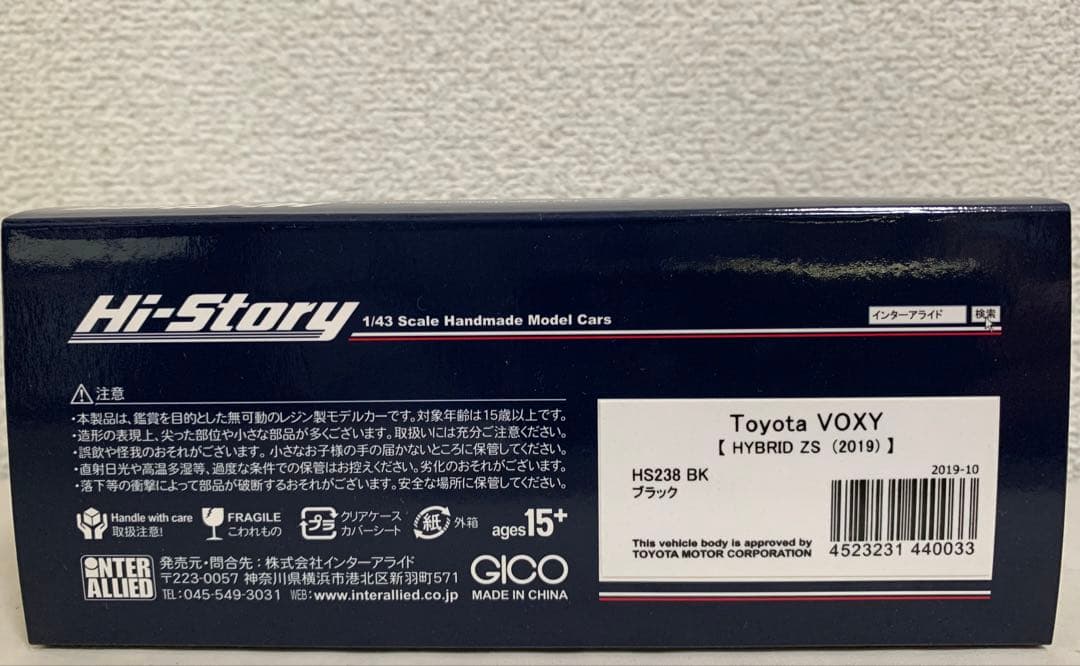 Hi-Story
1/43 Scale Handmade Model Cars
インターアライド 検索
注意
・本製品は、鑑賞を目的とした無可動のレジン製モデルカーです。対象年齢は15歳以上です。
・造形の表現上、尖った部位や小さな部品が多くございます。取扱いには充分ご注意ください。
・誤飲や怪我のおそれがございます。小さなお子様の手の届かないところに保管してください。
・直射日光や高温多湿等、過度な条件での保管はお控えください。劣化のおそれがございます。
・落下等の衝撃によって部品が破断するおそれがございます。安全な場所に保管してください。
Handle with care
取扱注意!
FRAGILE
こわれもの
プラ
クリアケース
カバーシート
紙
外箱
ages15+
INTER
ALLIED
発売元・問合先：株式会社インターアライド
〒223-0057 神奈川県横浜市港北区新羽町571
TEL:045-549-3031 WEB:www.interallied.co.jp
GICO
MADE IN CHINA
Toyota VOXY
【 HYBRID ZS (2019) 】
HS238 BK
ブラック
2019-10
This vehicle body is approved by
TOYOTA MOTOR CORPORATION
4523231 440033